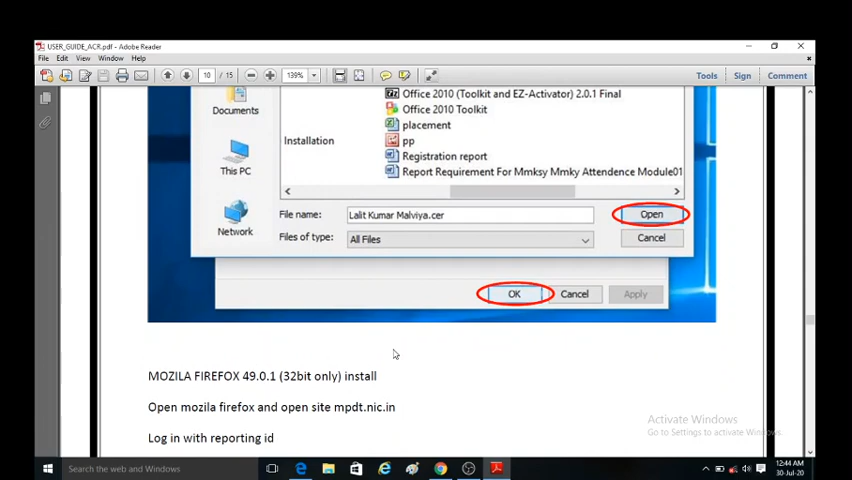 USER_GUIDE_ACR.pdf - Adobe Reader
File Edit View Window Help
10 / 15 139% Tools Sign Comment
Documents
This PC
Network
Installation
Office 2010 (Toolkit and EZ-Activator) 2.0.1 Final
Office 2010 Toolkit
placement
pp
Registration report
Report Requirement For Mmksy Mmky Attendence Module01
File name: Lalit Kumar Malviya.cer Open
Files of type: All Files Cancel
OK Cancel Apply
MOZILA FIREFOX 49.0.1 (32bit only) install
Open mozila firefox and open site mpdt.nic.in
Log in with reporting id
Activate Windows
Go to Settings to activate Windows.
Search the web and Windows
12:44 AM
30-Jul-20